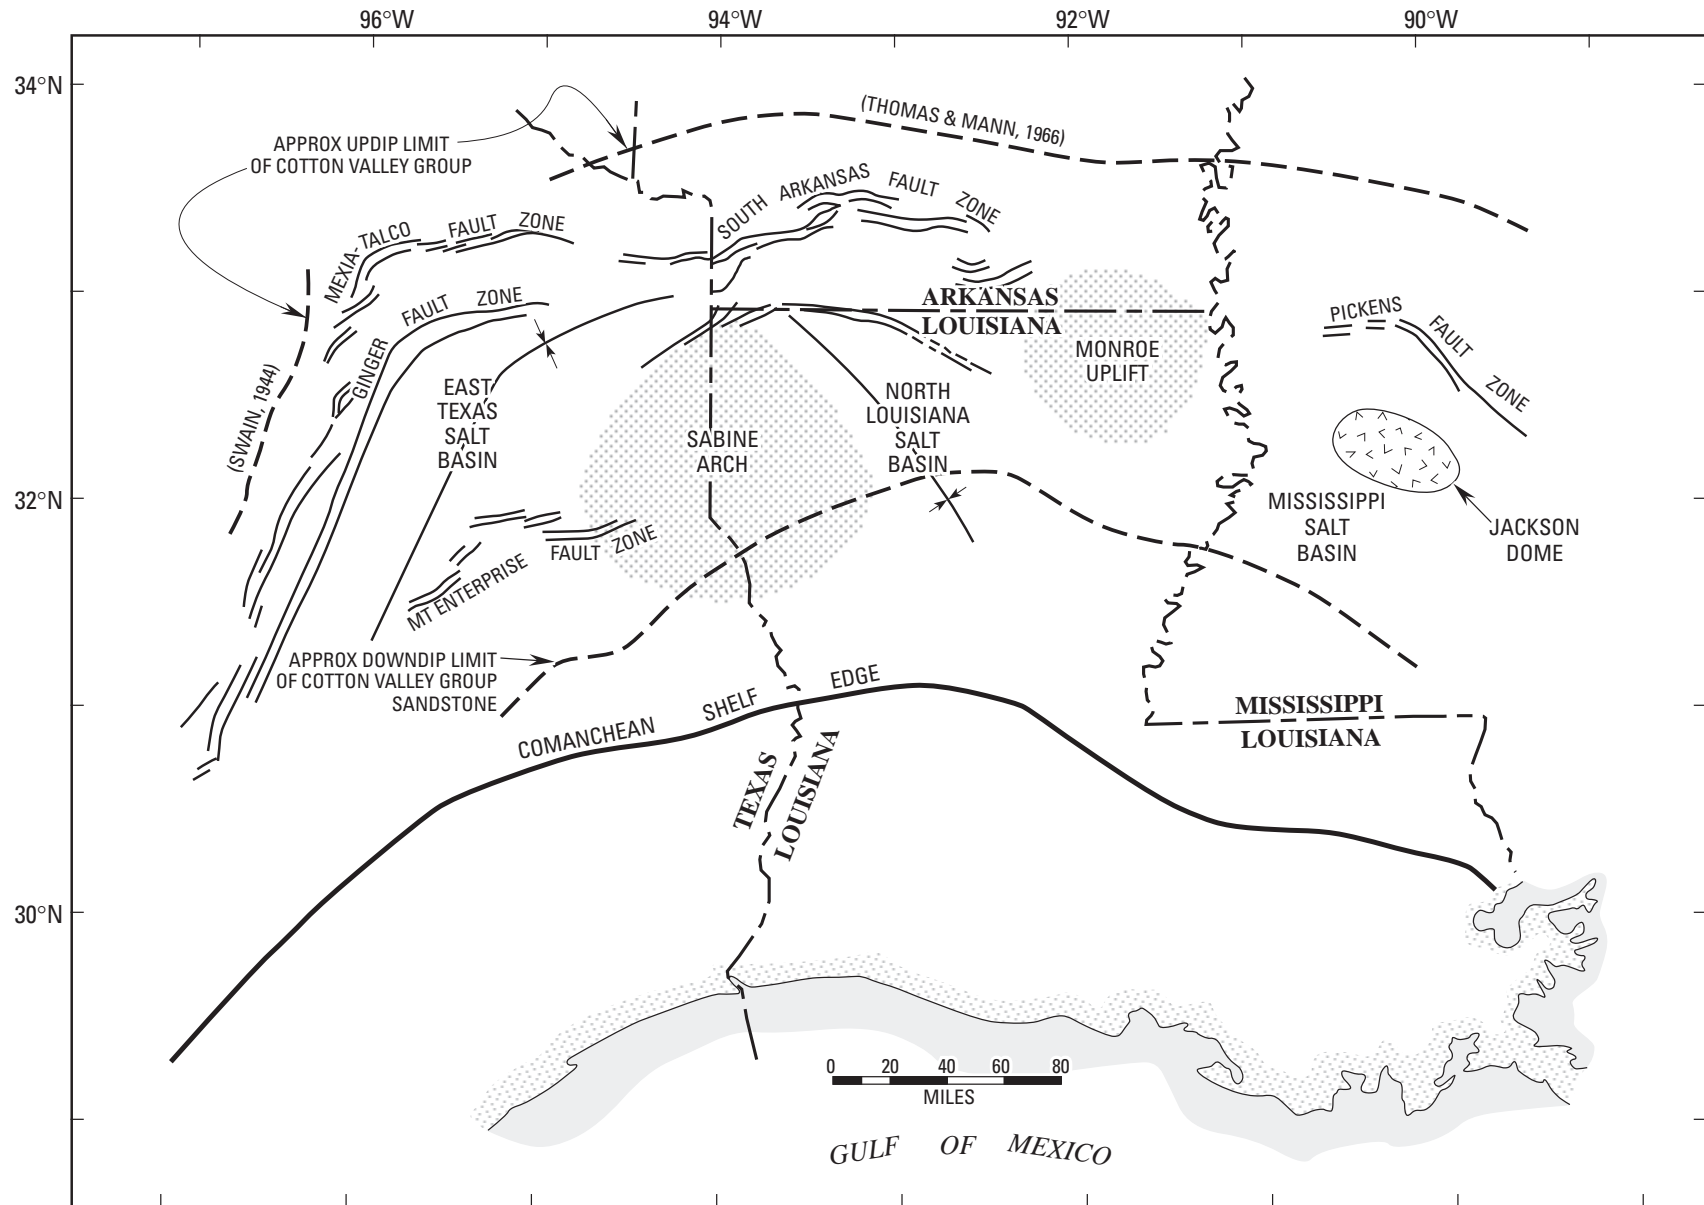 96°W
94°W
92°W
90°W
34°N
(THOMAS & MANN, 1966)
APPROX UPDIP LIMIT
OF COTTON VALLEY GROUP
SOUTH ARKANSAS FAULT ZONE
MEXIA-TALCO FAULT ZONE
GINGER FAULT ZONE
ARKANSAS
LOUISIANA
PICKENS FAULT ZONE
MONROE
UPLIFT
(SWAIN, 1944)
EAST
TEXAS
SALT
BASIN
SABINE
ARCH
NORTH
LOUISIANA
SALT
BASIN
32°N
MISSISSIPPI
SALT
BASIN
JACKSON
DOME
MT ENTERPRISE FAULT ZONE
APPROX DOWNDIP LIMIT
OF COTTON VALLEY GROUP
SANDSTONE
COMANCHEAN SHELF EDGE
MISSISSIPPI
LOUISIANA
TEXAS
LOUISIANA
30°N
0 20 40 60 80
MILES
GULF OF MEXICO